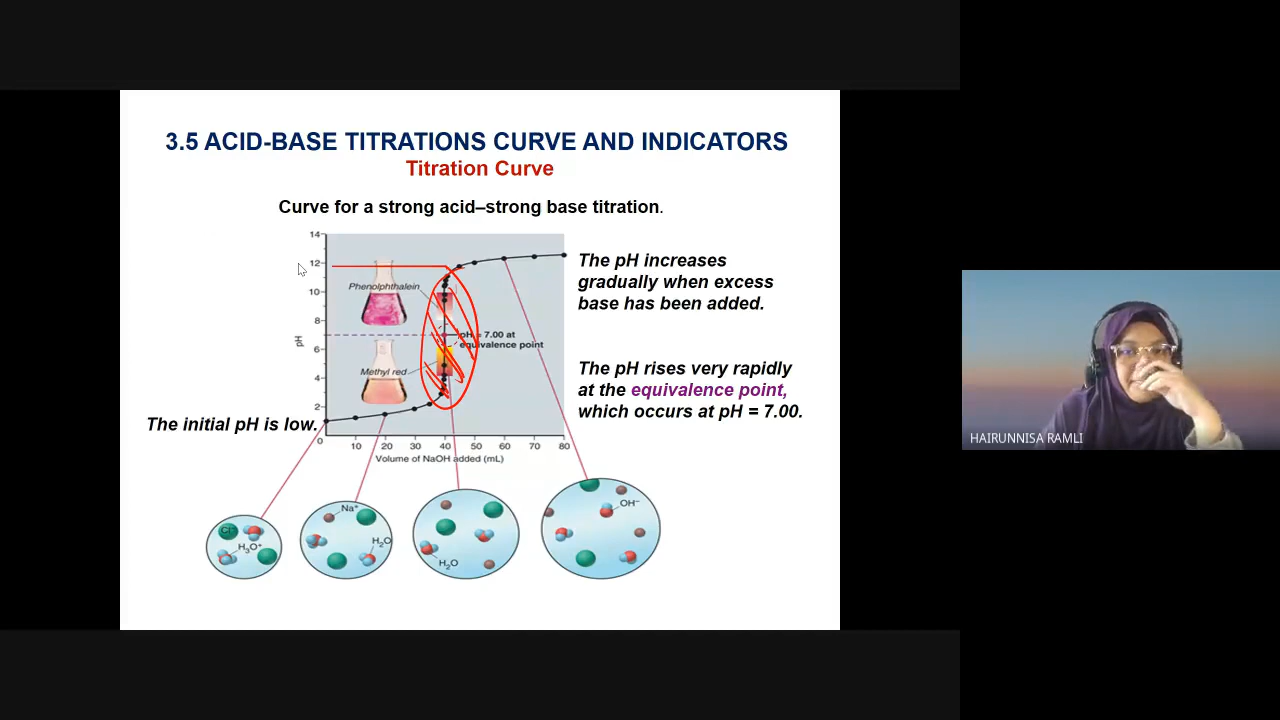 3.5 ACID-BASE TITRATIONS CURVE AND INDICATORS
Titration Curve
Curve for a strong acid–strong base titration.
14
12
10
8
6
4
2
0
pH
Phenolphthalein
pH = 7.00 at
equivalence point
Methyl red
10
20
30
40
50
60
70
80
Volume of NaOH added (mL)
The pH increases
gradually when excess
base has been added.
The pH rises very rapidly
at the equivalence point,
which occurs at pH = 7.00.
The initial pH is low.
Cl⁻
H₃O⁺
Na⁺
H₂O
H₂O
OH⁻
HAIRUNNISA RAMLI